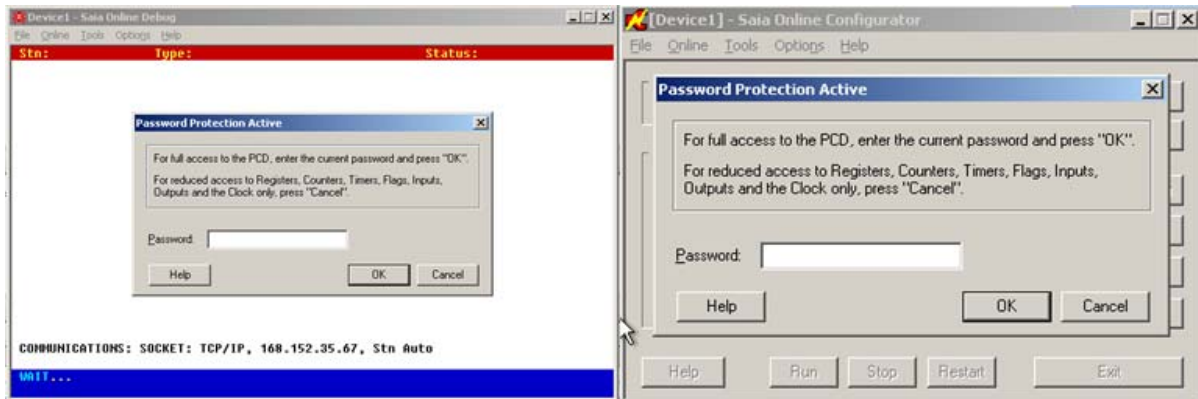 Device1 - Saia Online Debug
File Online Tools Options Help
Stn: Type: Status:
Password Protection Active
For full access to the PCD, enter the current password and press "OK".
For reduced access to Registers, Counters, Timers, Flags, Inputs,
Outputs and the Clock only, press "Cancel".
Password:
Help OK Cancel
COMMUNICATIONS: SOCKET: TCP/IP, 168.152.35.67, Stn Auto
WAIT...
[Device1] - Saia Online Configurator
File Online Tools Options Help
Password Protection Active
For full access to the PCD, enter the current password and press "OK".
For reduced access to Registers, Counters, Timers, Flags, Inputs,
Outputs and the Clock only, press "Cancel".
Password:
Help OK Cancel
Help Run Stop Restart Exit